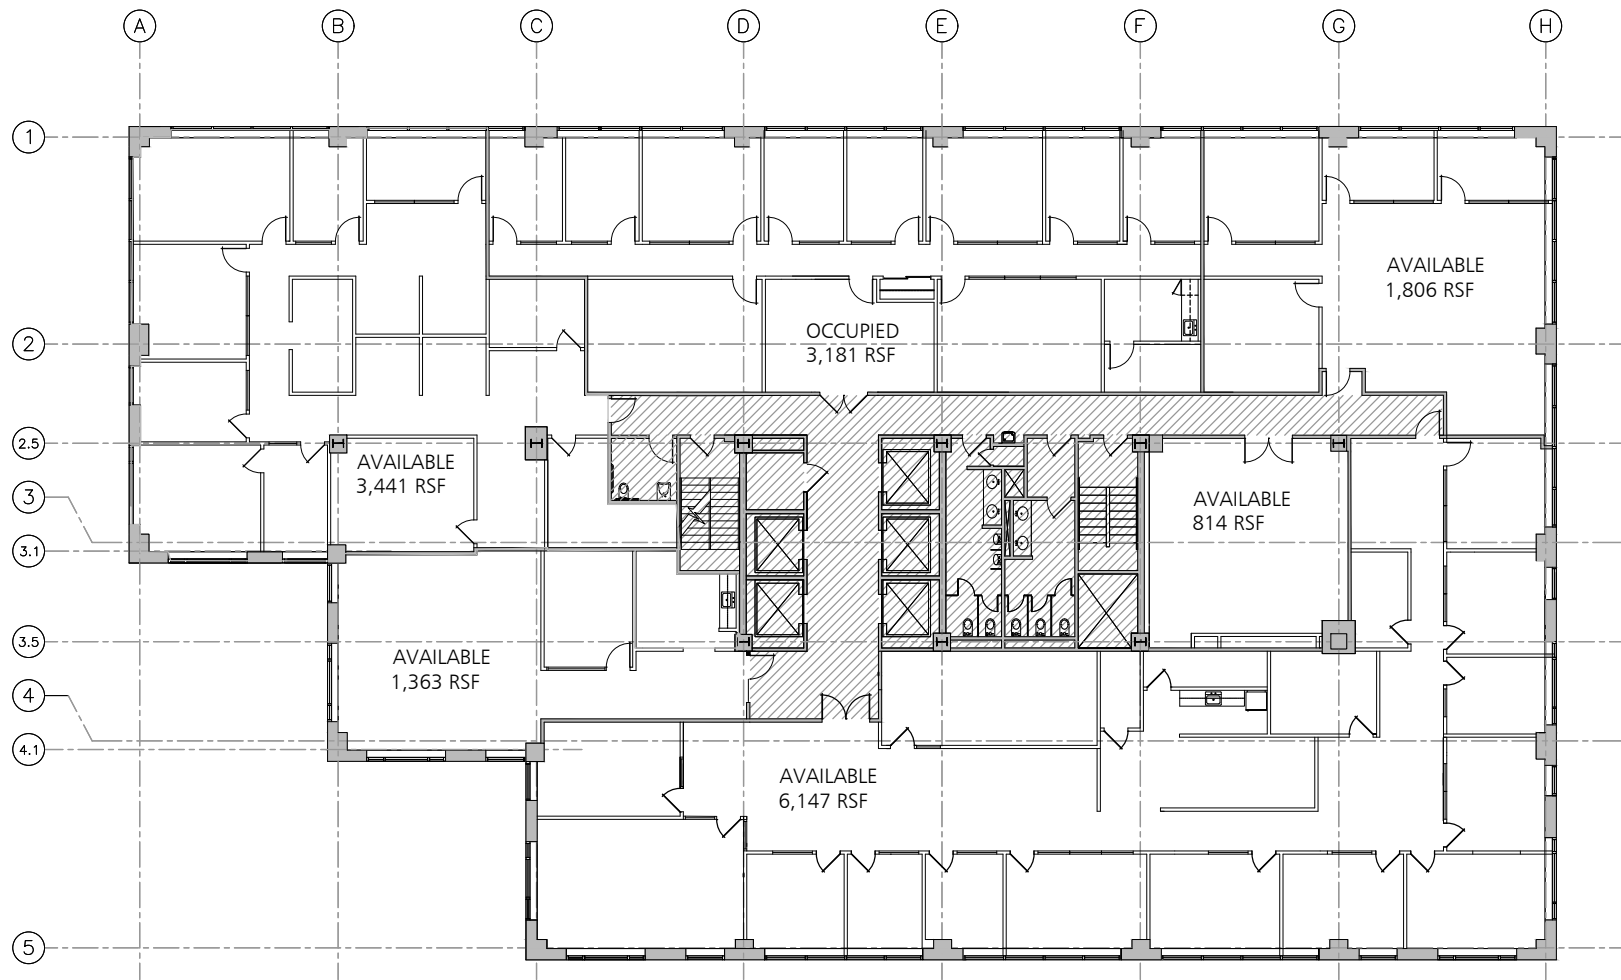 A B C D E F G H
1
AVAILABLE
1,806 RSF
OCCUPIED
3,181 RSF
2
2.5
AVAILABLE
3,441 RSF
3
AVAILABLE
814 RSF
3.1
3.5
AVAILABLE
1,363 RSF
4
4.1
AVAILABLE
6,147 RSF
5